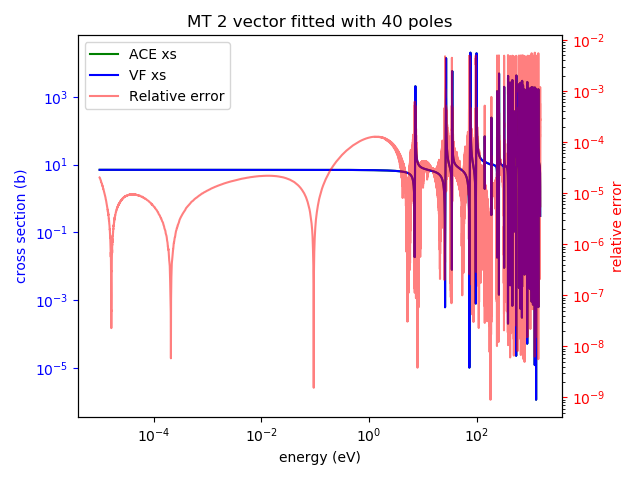 MT 2 vector fitted with 40 poles
ACE xs
VF xs
Relative error
cross section (b)
10^3
10^1
10^−1
10^−3
10^−5
10^−2
10^−3
10^−4
10^−5
10^−6
10^−7
10^−8
10^−9
relative error
10^−4
10^−2
10^0
10^2
energy (eV)